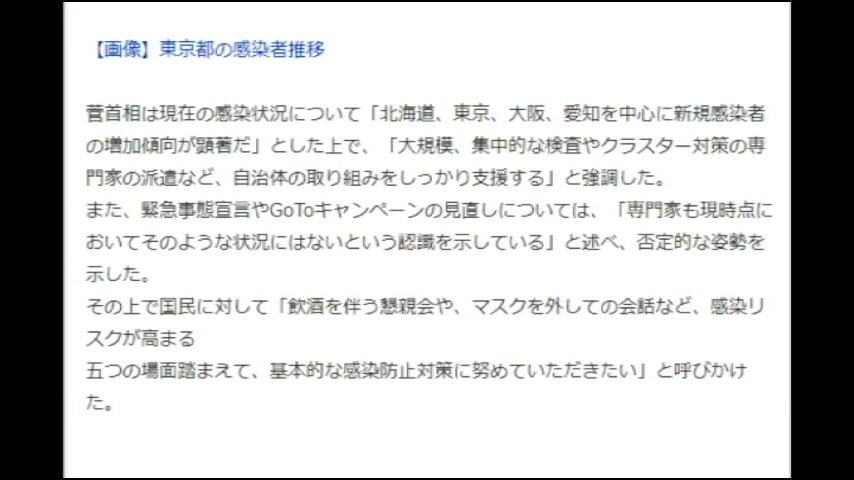 【画像】東京都の感染者推移
菅首相は現在の感染状況について「北海道、東京、大阪、愛知を中心に新規感染者
の増加傾向が顕著だ」とした上で、「大規模、集中的な検査やクラスター対策の専
門家の派遣など、自治体の取り組みをしっかり支援する」と強調した。
また、緊急事態宣言やGoToキャンペーンの見直しについては、「専門家も現時点に
おいてそのような状況にはないという認識を示している」と述べ、否定的な姿勢を
示した。
その上で国民に対して「飲酒を伴う懇親会や、マスクを外しての会話など、感染リ
スクが高まる
五つの場面踏まえて、基本的な感染防止対策に努めていただきたい」と呼びかけ
た。